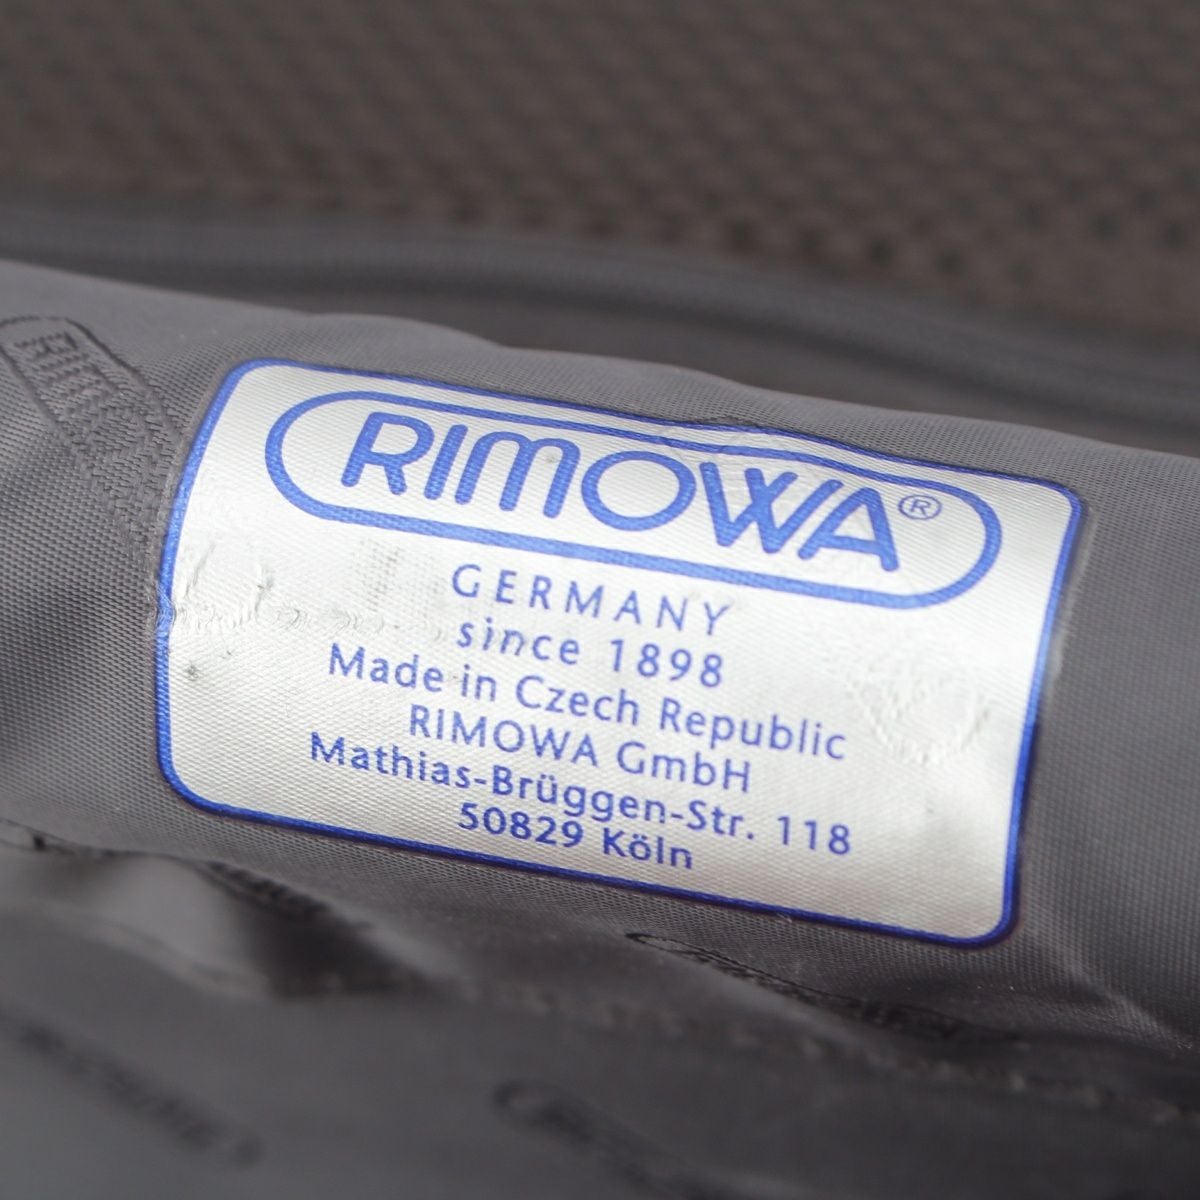 RIMOWA®
GERMANY
since 1898
Made in Czech Republic
RIMOWA GmbH
Mathias-Brüggen-Str. 118
50829 Köln